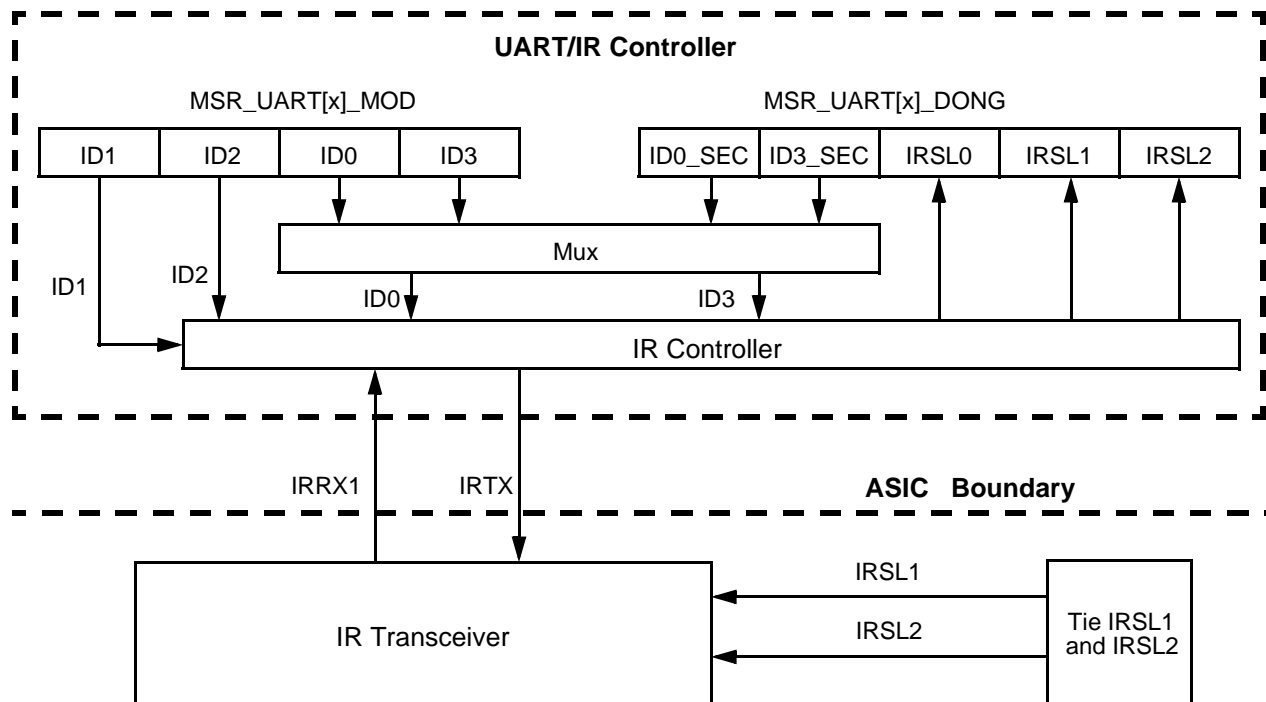 UART/IR Controller
MSR_UART[x]_MOD
MSR_UART[x]_DONG
ID1 ID2 ID0 ID3
ID0_SEC ID3_SEC IRSL0 IRSL1 IRSL2
Mux
ID1
ID2
ID0
ID3
IR Controller
IRRX1
IRTX
ASIC Boundary
IR Transceiver
IRSL1
IRSL2
Tie IRSL1
and IRSL2